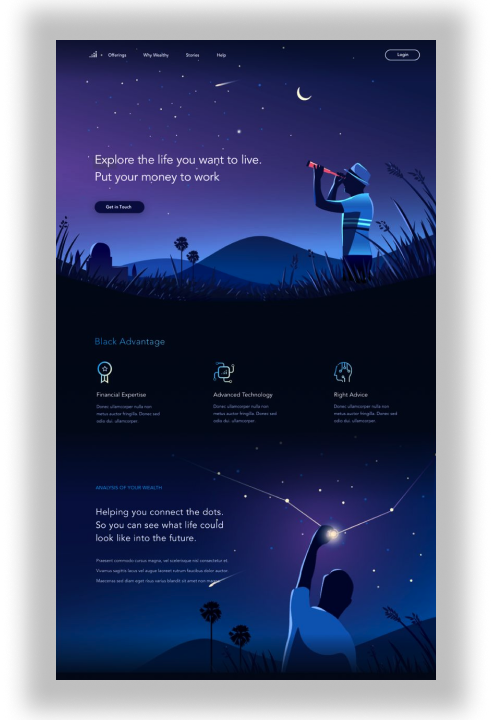 Offerings
Why Wealthy
Stories
Help
Login
Explore the life you want to live.
Put your money to work
Get in Touch
Black Advantage
Financial Expertise
Advanced Technology
Right Advice
Donec ullamcorper nulla non
metus auctor fringilla. Donec sed
odio dui. ullamcorper.
Donec ullamcorper nulla non
metus auctor fringilla. Donec sed
odio dui. ullamcorper.
Donec ullamcorper nulla non
metus auctor fringilla. Donec sed
odio dui. ullamcorper.
ANALYSIS OF YOUR WEALTH
Helping you connect the dots.
So you can see what life could
look like into the future.
Praesent commodo cursus magna, vel scelerisque nisl consectetur et.
Vivamus sagittis lacus vel augue laoreet rutrum faucibus dolor auctor.
Maecenas sed diam eget risus varius blandit sit amet non magna